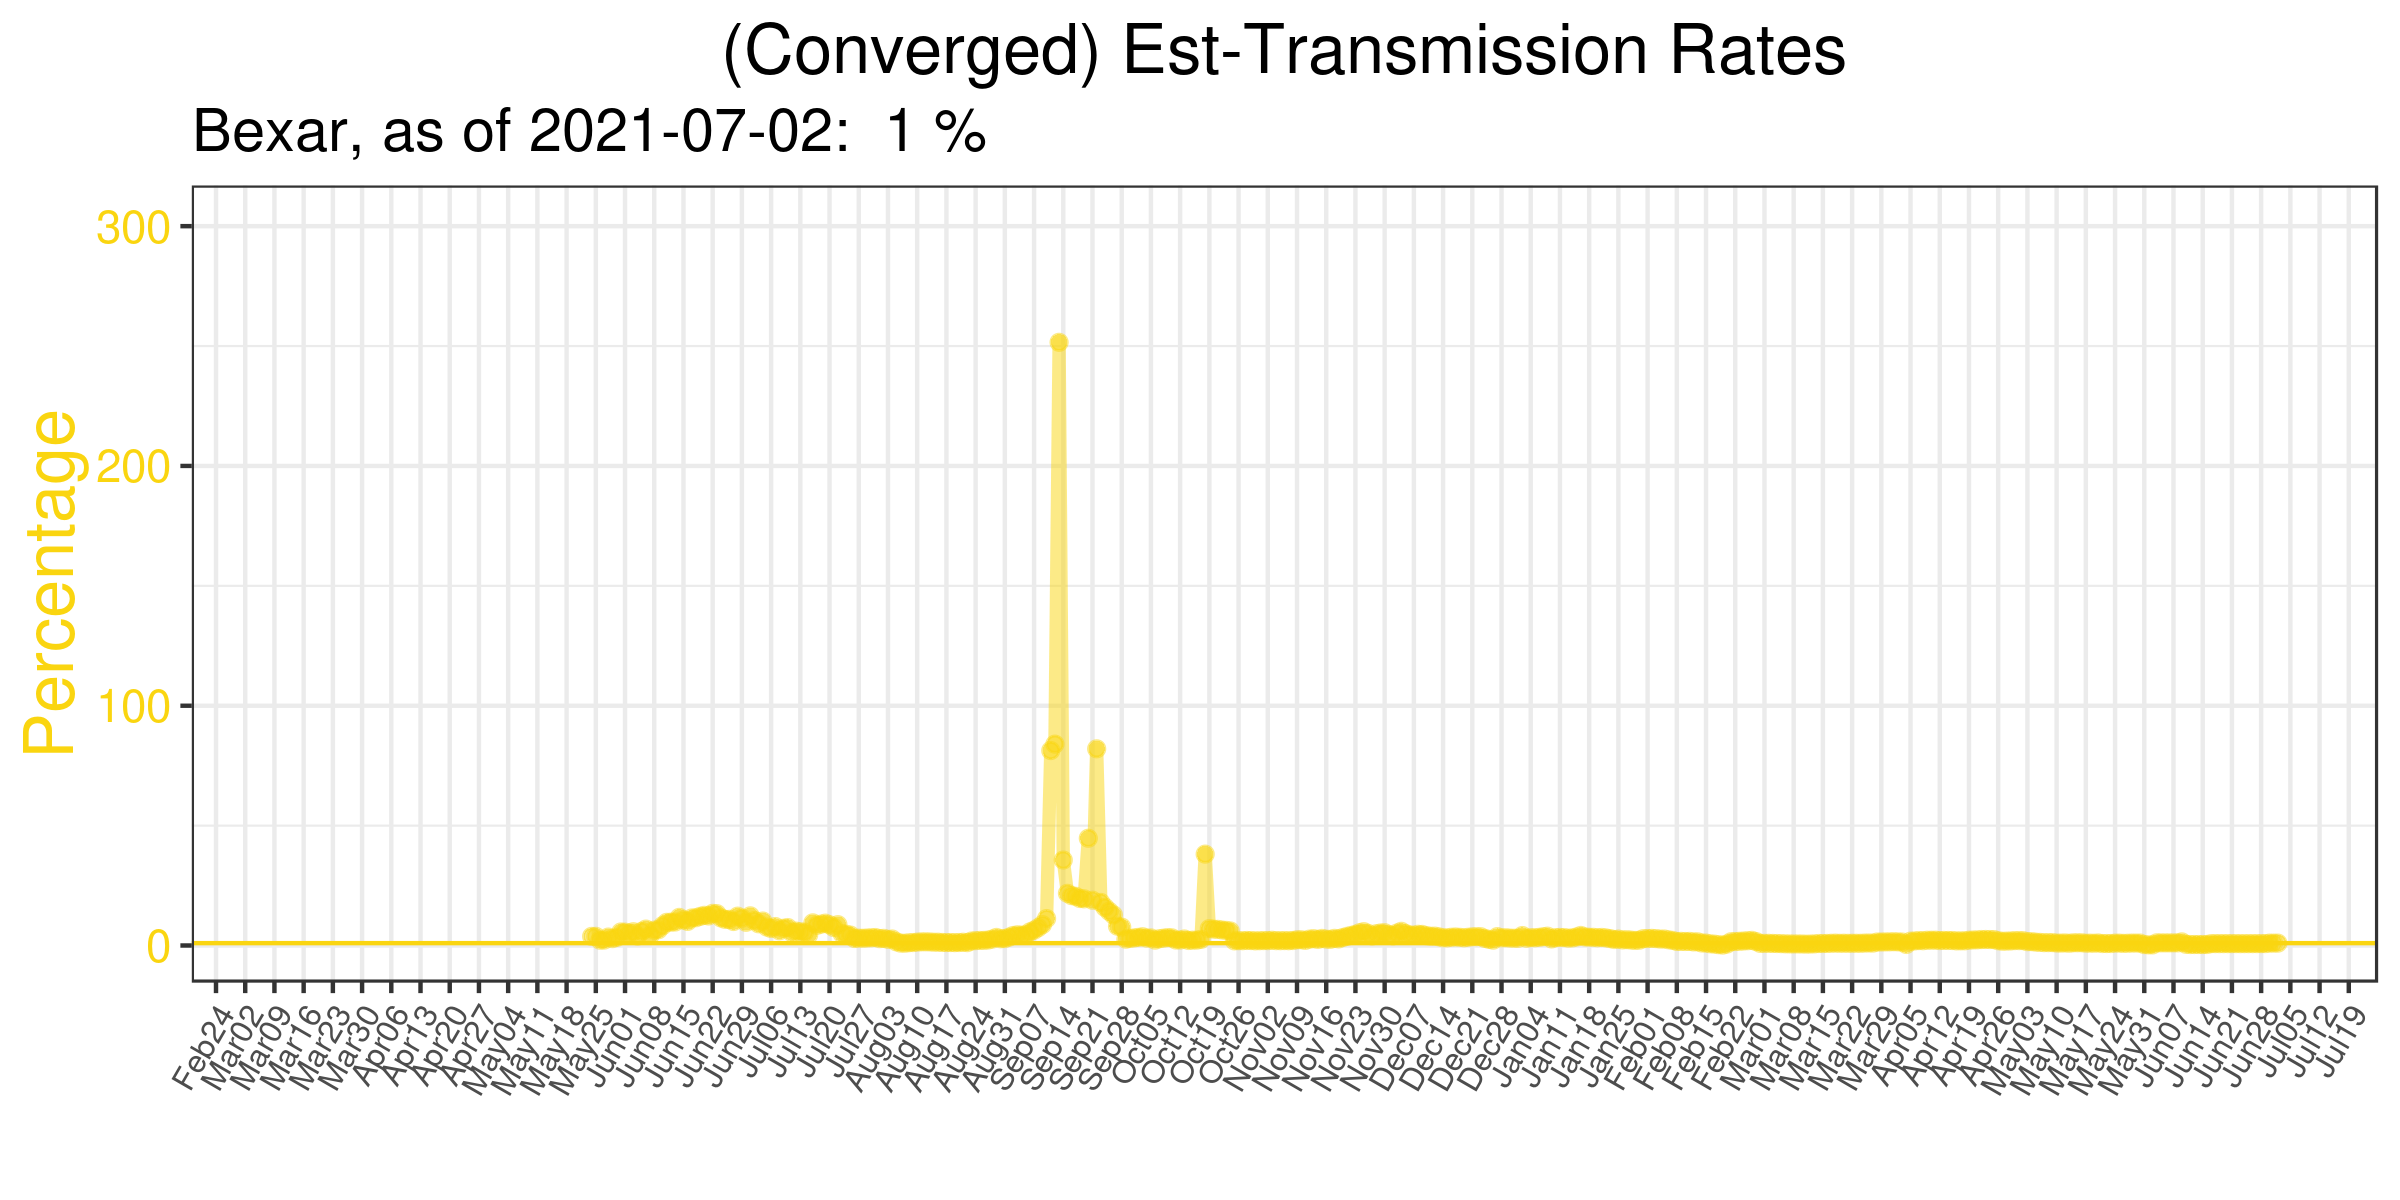 (Converged) Est-Transmission Rates
Bexar, as of 2021-07-02:  1 %
Percentage
300
200
100
0
Feb24
Mar02
Mar09
Mar16
Mar23
Mar30
Apr06
Apr13
Apr20
Apr27
May04
May11
May18
May25
Jun01
Jun08
Jun15
Jun22
Jun29
Jul06
Jul13
Jul20
Jul27
Aug03
Aug10
Aug17
Aug24
Aug31
Sep07
Sep14
Sep21
Sep28
Oct05
Oct12
Oct19
Oct26
Nov02
Nov09
Nov16
Nov23
Nov30
Dec07
Dec14
Dec21
Dec28
Jan04
Jan11
Jan18
Jan25
Feb01
Feb08
Feb15
Feb22
Mar01
Mar08
Mar15
Mar22
Mar29
Apr05
Apr12
Apr19
Apr26
May03
May10
May17
May24
May31
Jun07
Jun14
Jun21
Jun28
Jul05
Jul12
Jul19